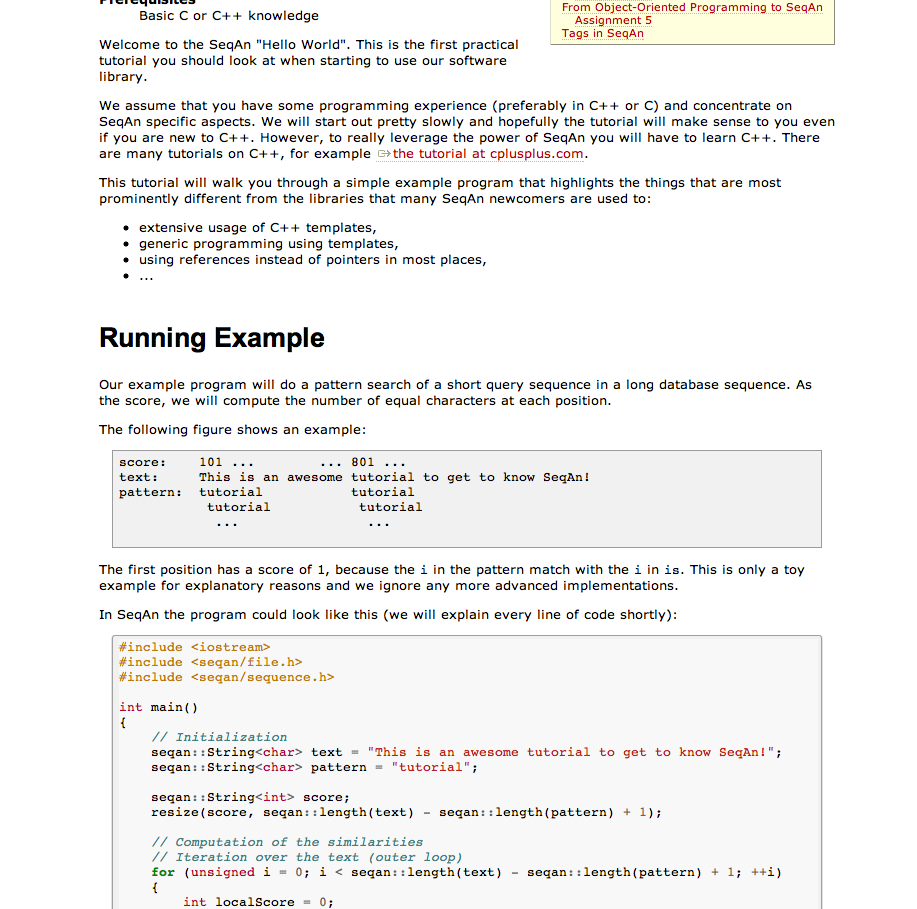 Prerequisites
Basic C or C++ knowledge
From Object-Oriented Programming to SeqAn
Assignment 5
Tags in SeqAn
Welcome to the SeqAn "Hello World". This is the first practical
tutorial you should look at when starting to use our software
library.
We assume that you have some programming experience (preferably in C++ or C) and concentrate on
SeqAn specific aspects. We will start out pretty slowly and hopefully the tutorial will make sense to you even
if you are new to C++. However, to really leverage the power of SeqAn you will have to learn C++. There
are many tutorials on C++, for example the tutorial at cplusplus.com.
This tutorial will walk you through a simple example program that highlights the things that are most
prominently different from the libraries that many SeqAn newcomers are used to:
• extensive usage of C++ templates,
• generic programming using templates,
• using references instead of pointers in most places,
• ...
Running Example
Our example program will do a pattern search of a short query sequence in a long database sequence. As
the score, we will compute the number of equal characters at each position.
The following figure shows an example:
score:    101 ...        ... 801 ...
text:     This is an awesome tutorial to get to know SeqAn!
pattern:  tutorial           tutorial
           tutorial           tutorial
            ...                ...
The first position has a score of 1, because the i in the pattern match with the i in is. This is only a toy
example for explanatory reasons and we ignore any more advanced implementations.
In SeqAn the program could look like this (we will explain every line of code shortly):
#include <iostream>
#include <seqan/file.h>
#include <seqan/sequence.h>
int main()
{
    // Initialization
    seqan::String<char> text = "This is an awesome tutorial to get to know SeqAn!";
    seqan::String<char> pattern = "tutorial";
    seqan::String<int> score;
    resize(score, seqan::length(text) - seqan::length(pattern) + 1);
    // Computation of the similarities
    // Iteration over the text (outer loop)
    for (unsigned i = 0; i < seqan::length(text) - seqan::length(pattern) + 1; ++i)
    {
        int localScore = 0;